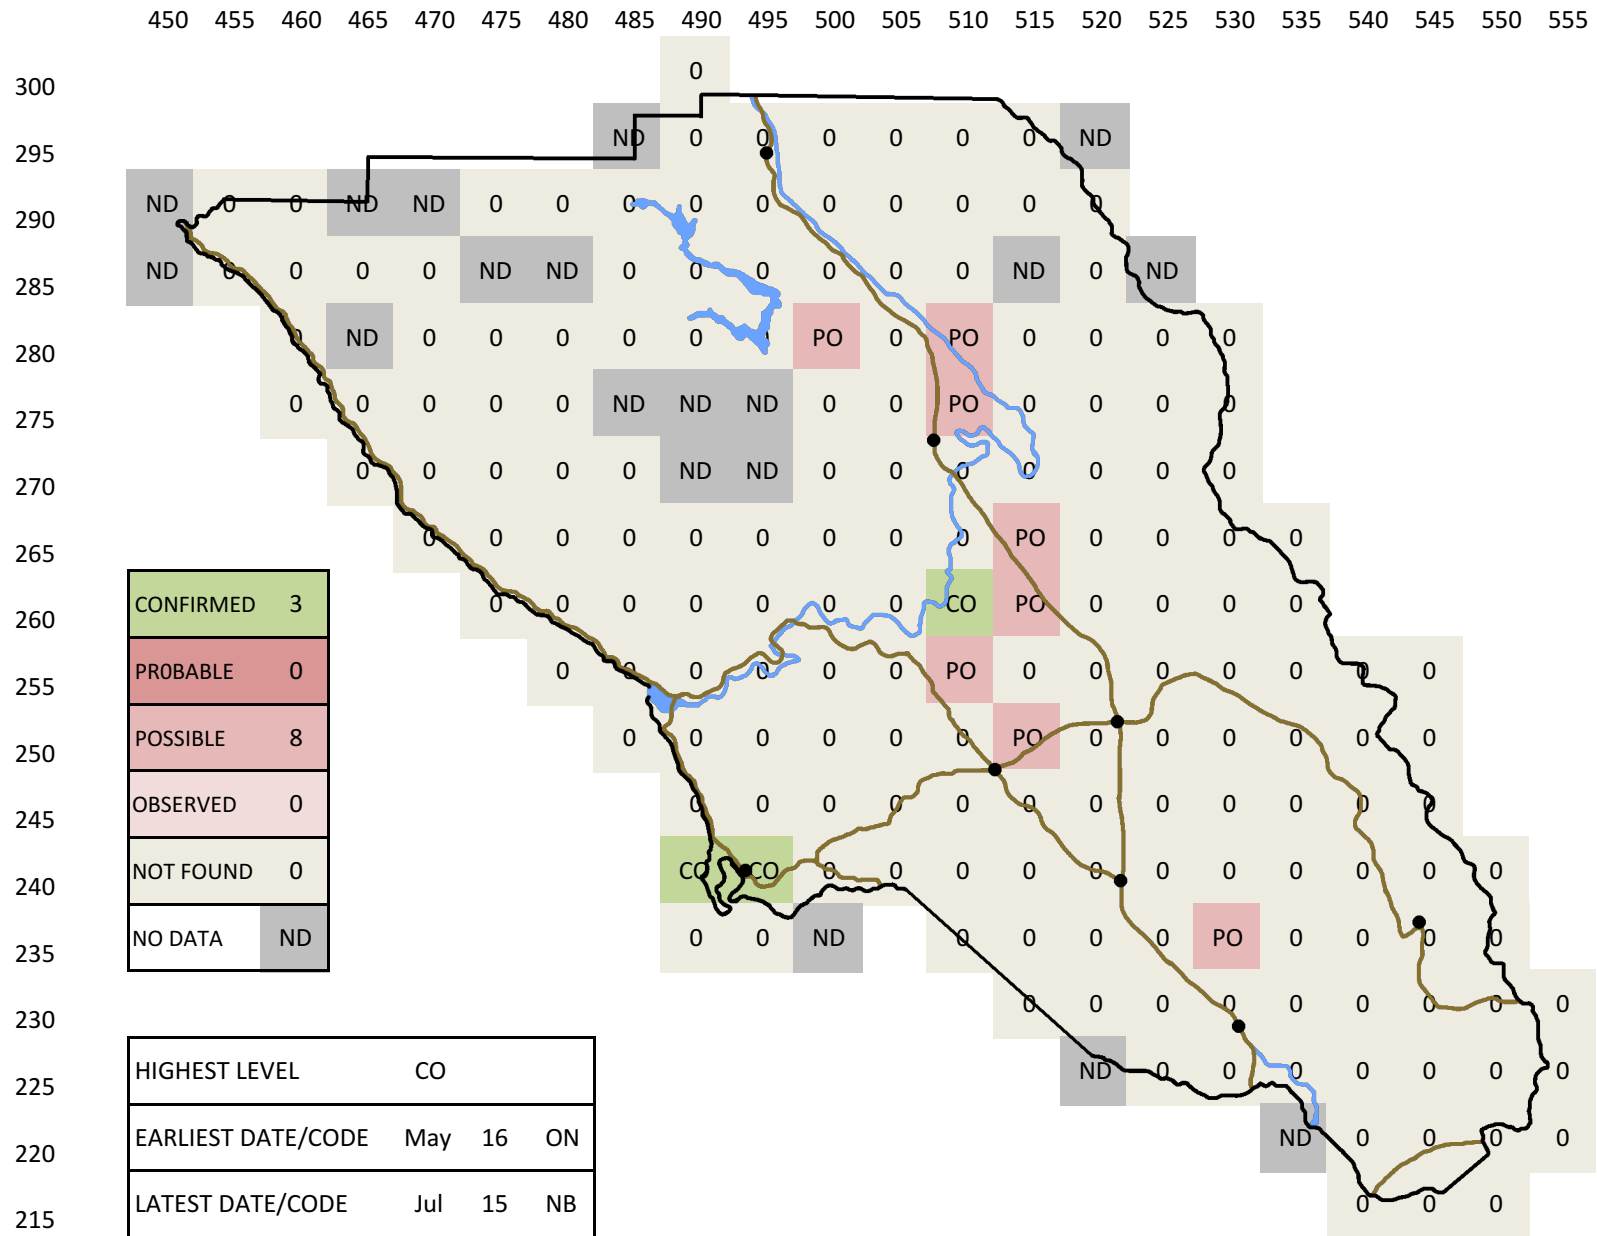 450 455 460 465 470 475 480 485 490 495 500 505 510 515 520 525 530 535 540 545 550 555
300 0
295 ND 0 0 0 0 0 0 ND
290 ND 0 0 ND ND 0 0 0 0 0 0 0 0 0 0
285 ND 0 0 0 0 ND ND 0 0 0 0 0 0 ND 0 ND
280 0 ND 0 0 0 0 0 0 PO 0 PO 0 0 0 0
275 0 0 0 0 0 ND ND ND 0 0 PO 0 0 0 0
270 0 0 0 0 0 ND ND 0 0 0 0 0 0 0
265 0 0 0 0 0 0 0 0 0 PO 0 0 0 0
260 0 0 0 0 0 0 0 CO PO 0 0 0 0
255 0 0 0 0 0 0 PO 0 0 0 0 0 0 0
250 0 0 0 0 0 0 PO 0 0 0 0 0 0
245 0 0 0 0 0 0 0 0 0 0 0 0
240 CO CO 0 0 0 0 0 0 0 0 0 0 0
235 0 0 ND 0 0 0 0 PO 0 0 0 0
230 0 0 0 0 0 0 0 0 0
225 ND 0 0 0 0 0 0 0
220 ND 0 0 0 0
215 0 0 0
CONFIRMED 3
PR0BABLE 0
POSSIBLE 8
OBSERVED 0
NOT FOUND 0
NO DATA ND
HIGHEST LEVEL CO
EARLIEST DATE/CODE May 16 ON
LATEST DATE/CODE Jul 15 NB